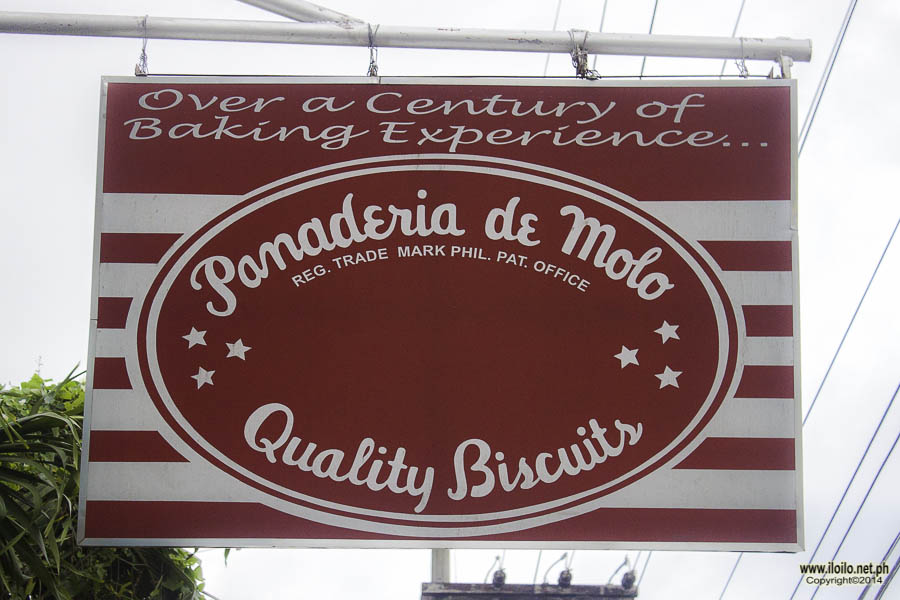 Over a Century of
Baking Experience...
Panaderia de Molo
REG. TRADE MARK PHIL. PAT. OFFICE
Quality Biscuits
www.iloilo.net.ph
Copyright©2014